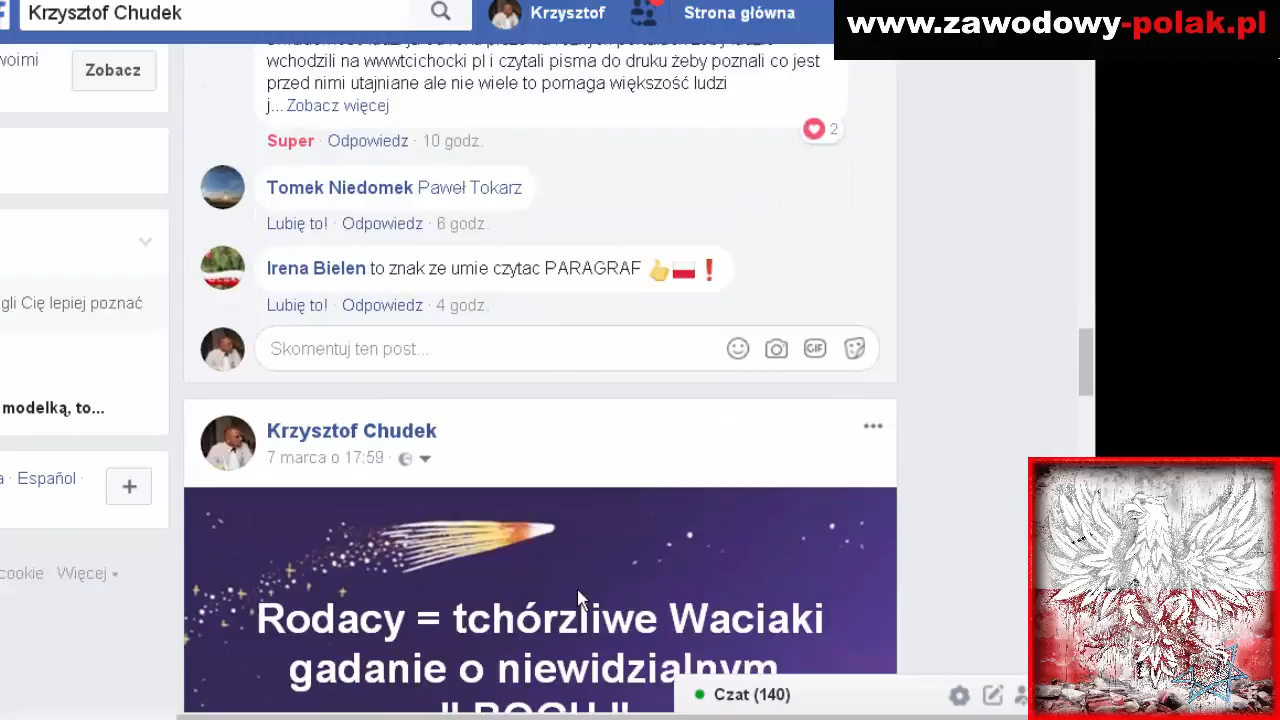 Krzysztof Chudek
Krzysztof
Strona główna
www.zawodowy-polak.pl
woimi
Zobacz
wchodzili na wwwtcichocki pl i czytali pisma do druku żeby poznali co jest
przed nimi utajniane ale nie wiele to pomaga większość ludzi
j... Zobacz więcej
2
Super · Odpowiedz · 10 godz.
Tomek Niedomek Paweł Tokarz
Lubię to! · Odpowiedz · 6 godz.
Irena Bielen to znak ze umie czytac PARAGRAF 👍🇵🇱❗
Lubię to! · Odpowiedz · 4 godz.
gli Cię lepiej poznać
Skomentuj ten post...
GIF
modelką, to...
Krzysztof Chudek
7 marca o 17:59 ·
a · Español ·
+
cookie · Więcej
Rodacy = tchórzliwe Waciaki
gadanie o niewidzialnym
" BOGU "
Czat (140)